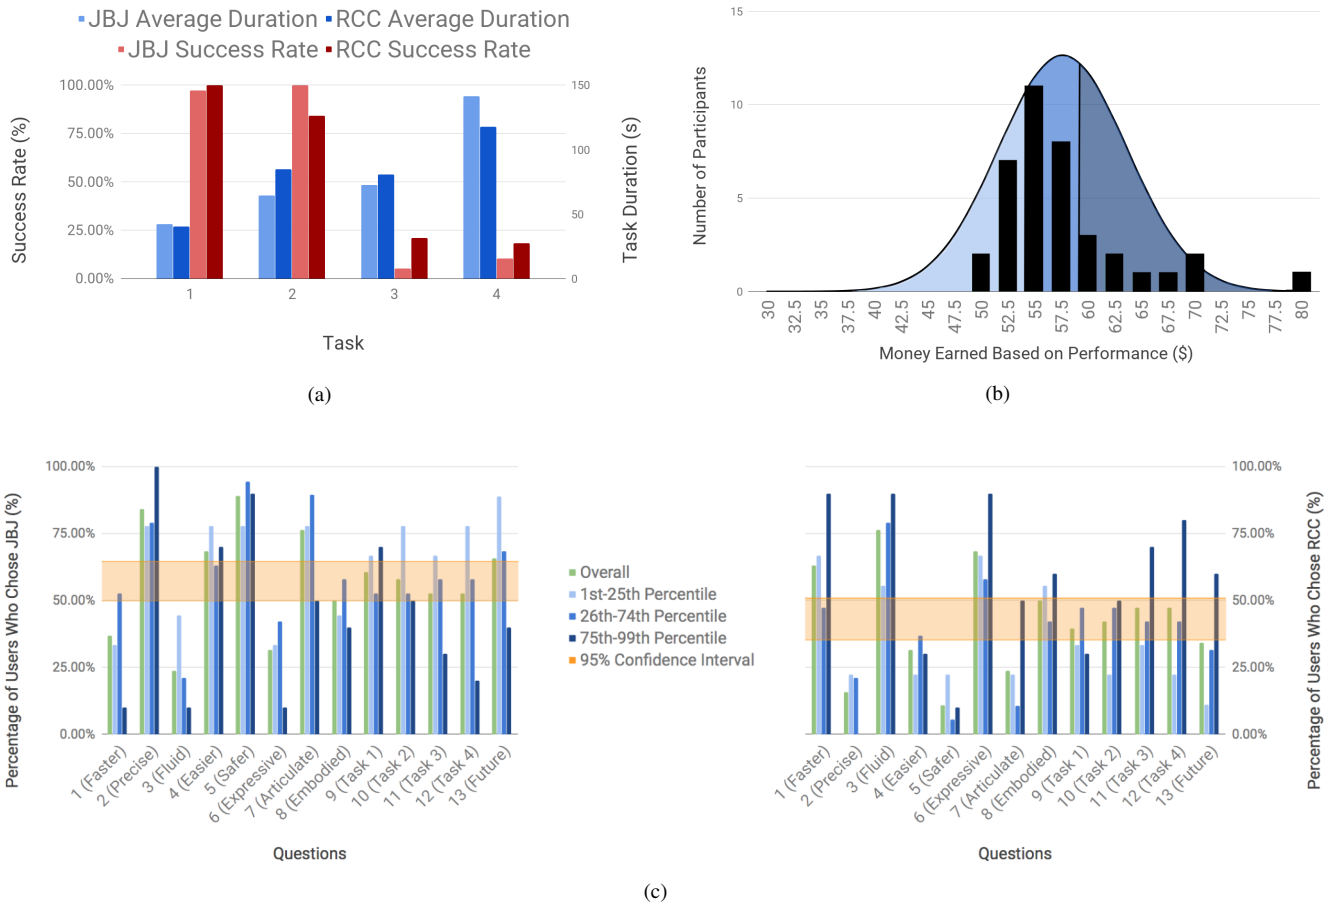 JBJ Average Duration RCC Average Duration
JBJ Success Rate RCC Success Rate
100.00%
75.00%
50.00%
25.00%
0.00%
Success Rate (%)
150
100
50
0
Task Duration (s)
1 2 3 4
Task
(a)
15
10
5
0
Number of Participants
30 32.5 35 37.5 40 42.5 45 47.5 50 52.5 55 57.5 60 62.5 65 67.5 70 72.5 75 77.5 80
Money Earned Based on Performance ($)
(b)
100.00%
75.00%
50.00%
25.00%
0.00%
Percentage of Users Who Chose JBJ (%)
1 (Faster)
2 (Precise)
3 (Fluid)
4 (Easier)
5 (Safer)
6 (Expressive)
7 (Articulate)
8 (Embodied)
9 (Task 1)
10 (Task 2)
11 (Task 3)
12 (Task 4)
13 (Future)
Questions
Overall
1st-25th Percentile
26th-74th Percentile
75th-99th Percentile
95% Confidence Interval
100.00%
75.00%
50.00%
25.00%
0.00%
Percentage of Users Who Chose RCC (%)
1 (Faster)
2 (Precise)
3 (Fluid)
4 (Easier)
5 (Safer)
6 (Expressive)
7 (Articulate)
8 (Embodied)
9 (Task 1)
10 (Task 2)
11 (Task 3)
12 (Task 4)
13 (Future)
Questions
(c)